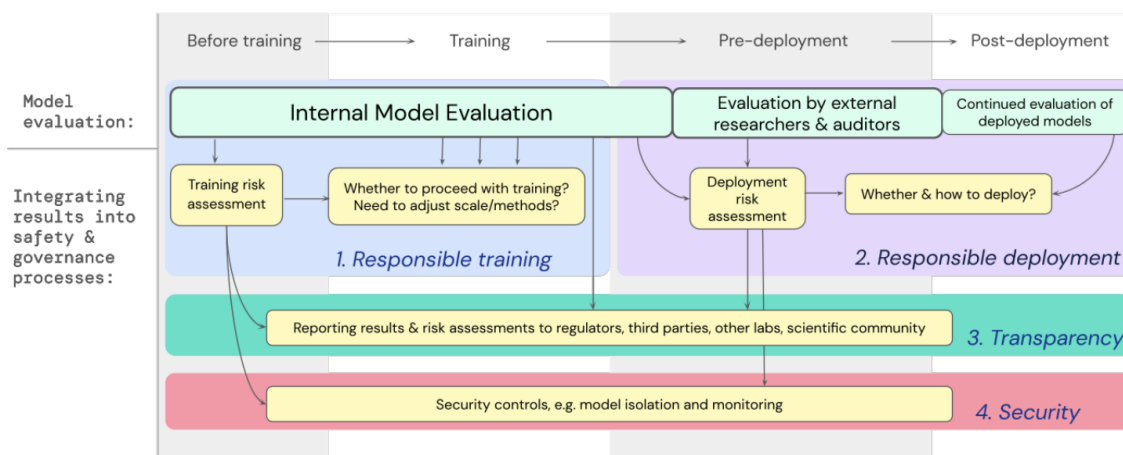 Before training
Training
Pre-deployment
Post-deployment
Model
evaluation:
Internal Model Evaluation
Evaluation by external
researchers & auditors
Continued evaluation of
deployed models
Integrating
results into
safety &
governance
processes:
Training risk
assessment
Whether to proceed with training?
Need to adjust scale/methods?
Deployment
risk
assessment
Whether & how to deploy?
1. Responsible training
2. Responsible deployment
Reporting results & risk assessments to regulators, third parties, other labs, scientific community
3. Transparency
Security controls, e.g. model isolation and monitoring
4. Security